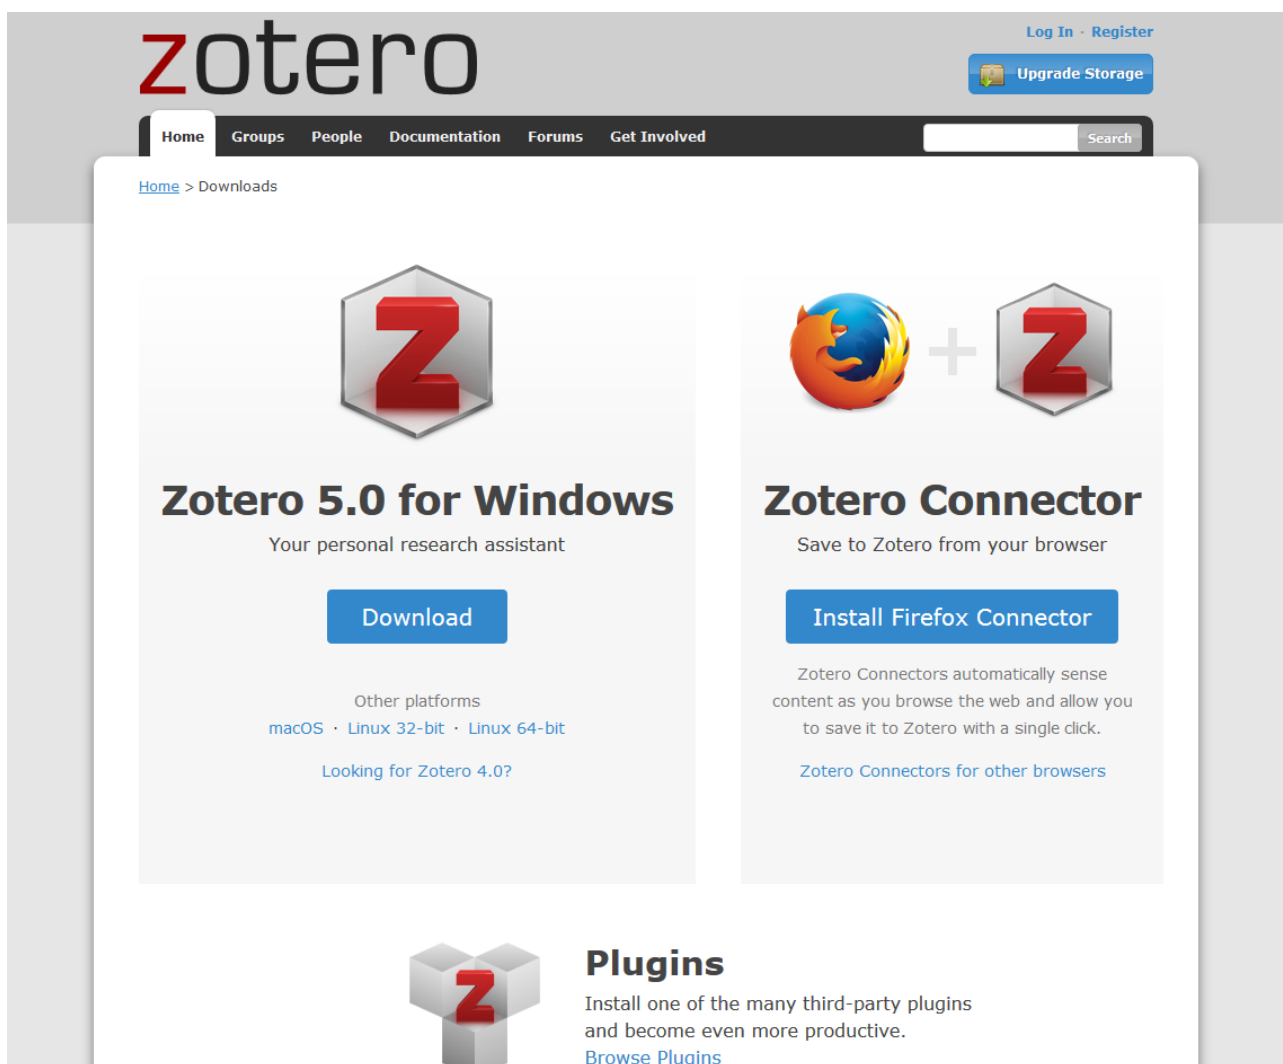 zotero
Log In · Register
Upgrade Storage
Home Groups People Documentation Forums Get Involved
Search
Home > Downloads
Z
Z
Zotero 5.0 for Windows
Your personal research assistant
Download
Other platforms
macOS · Linux 32-bit · Linux 64-bit
Looking for Zotero 4.0?
Zotero Connector
Save to Zotero from your browser
Install Firefox Connector
Zotero Connectors automatically sense
content as you browse the web and allow you
to save it to Zotero with a single click.
Zotero Connectors for other browsers
Z
Plugins
Install one of the many third-party plugins
and become even more productive.
Browse Plugins